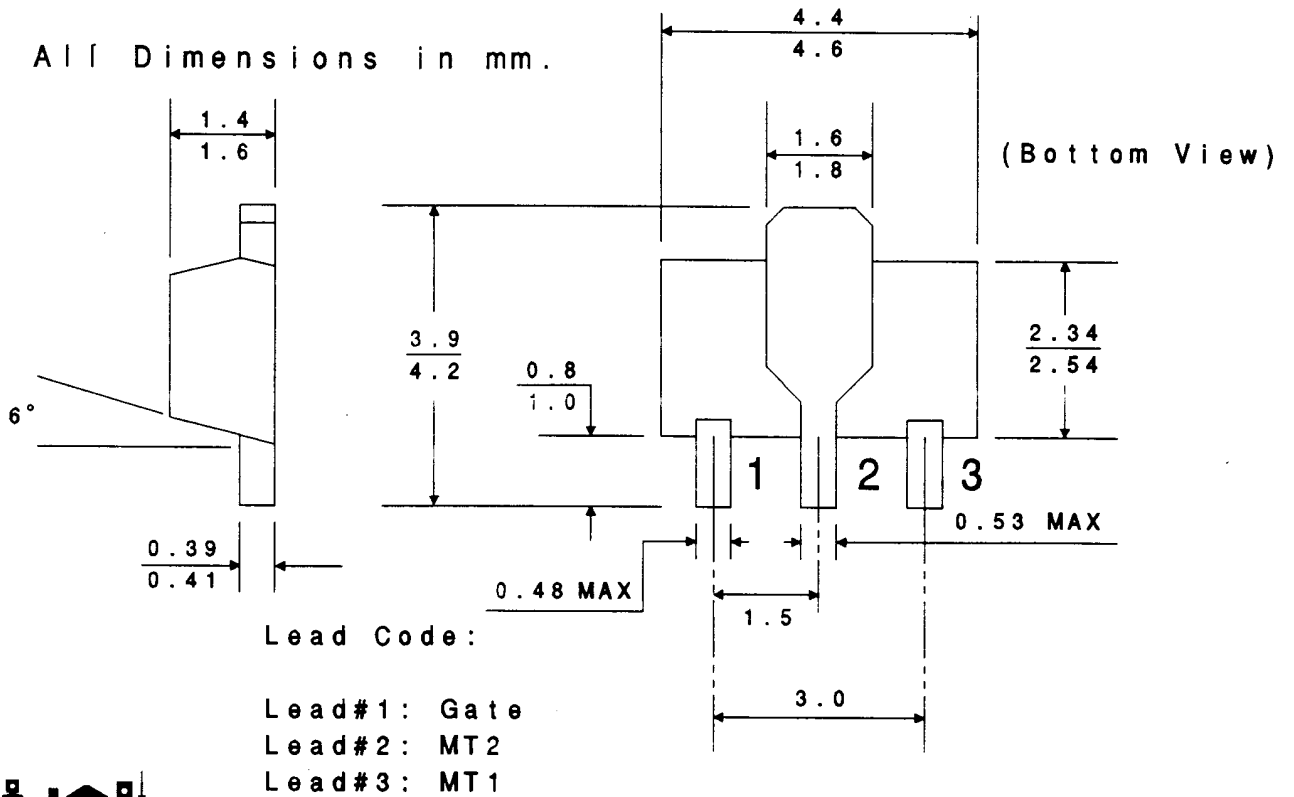 4.4
4.6
All Dimensions in mm.
1.4
1.6
1.6
1.8
(Bottom View)
3.9
4.2
0.8
1.0
2.34
2.54
6°
1
2
3
0.53 MAX
0.39
0.41
0.48 MAX
1.5
Lead Code:
3.0
Lead#1: Gate
Lead#2: MT2
Lead#3: MT1